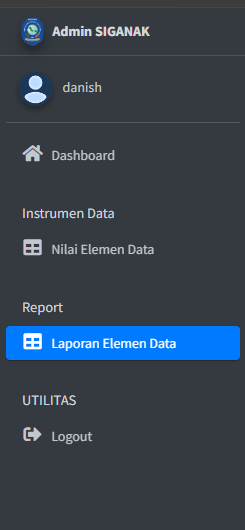 Admin SIGANAK
danish
Dashboard
Instrumen Data
Nilai Elemen Data
Report
Laporan Elemen Data
UTILITAS
Logout